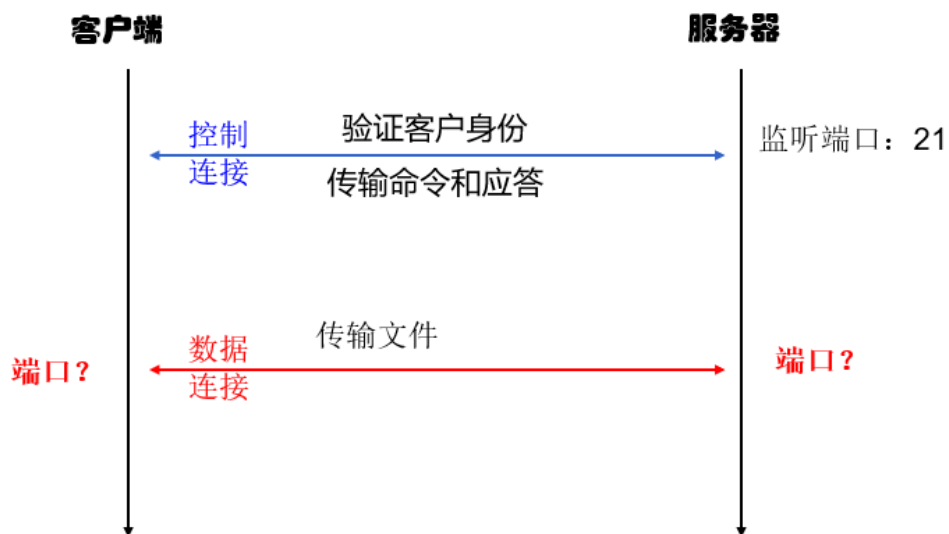 客户端
服务器
控制
连接
验证客户身份
传输命令和应答
监听端口：21
端口？
数据
连接
传输文件
端口？